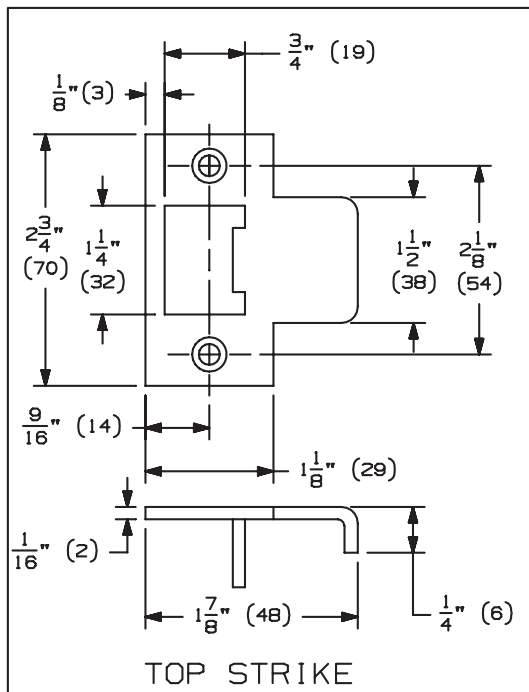 3/4" (19)
1/8" (3)
2 3/4" (70)
1 1/4" (32)
1 1/2" (38)
2 1/8" (54)
9/16" (14)
1 1/8" (29)
1/16" (2)
1 7/8" (48)
1/4" (6)
TOP STRIKE